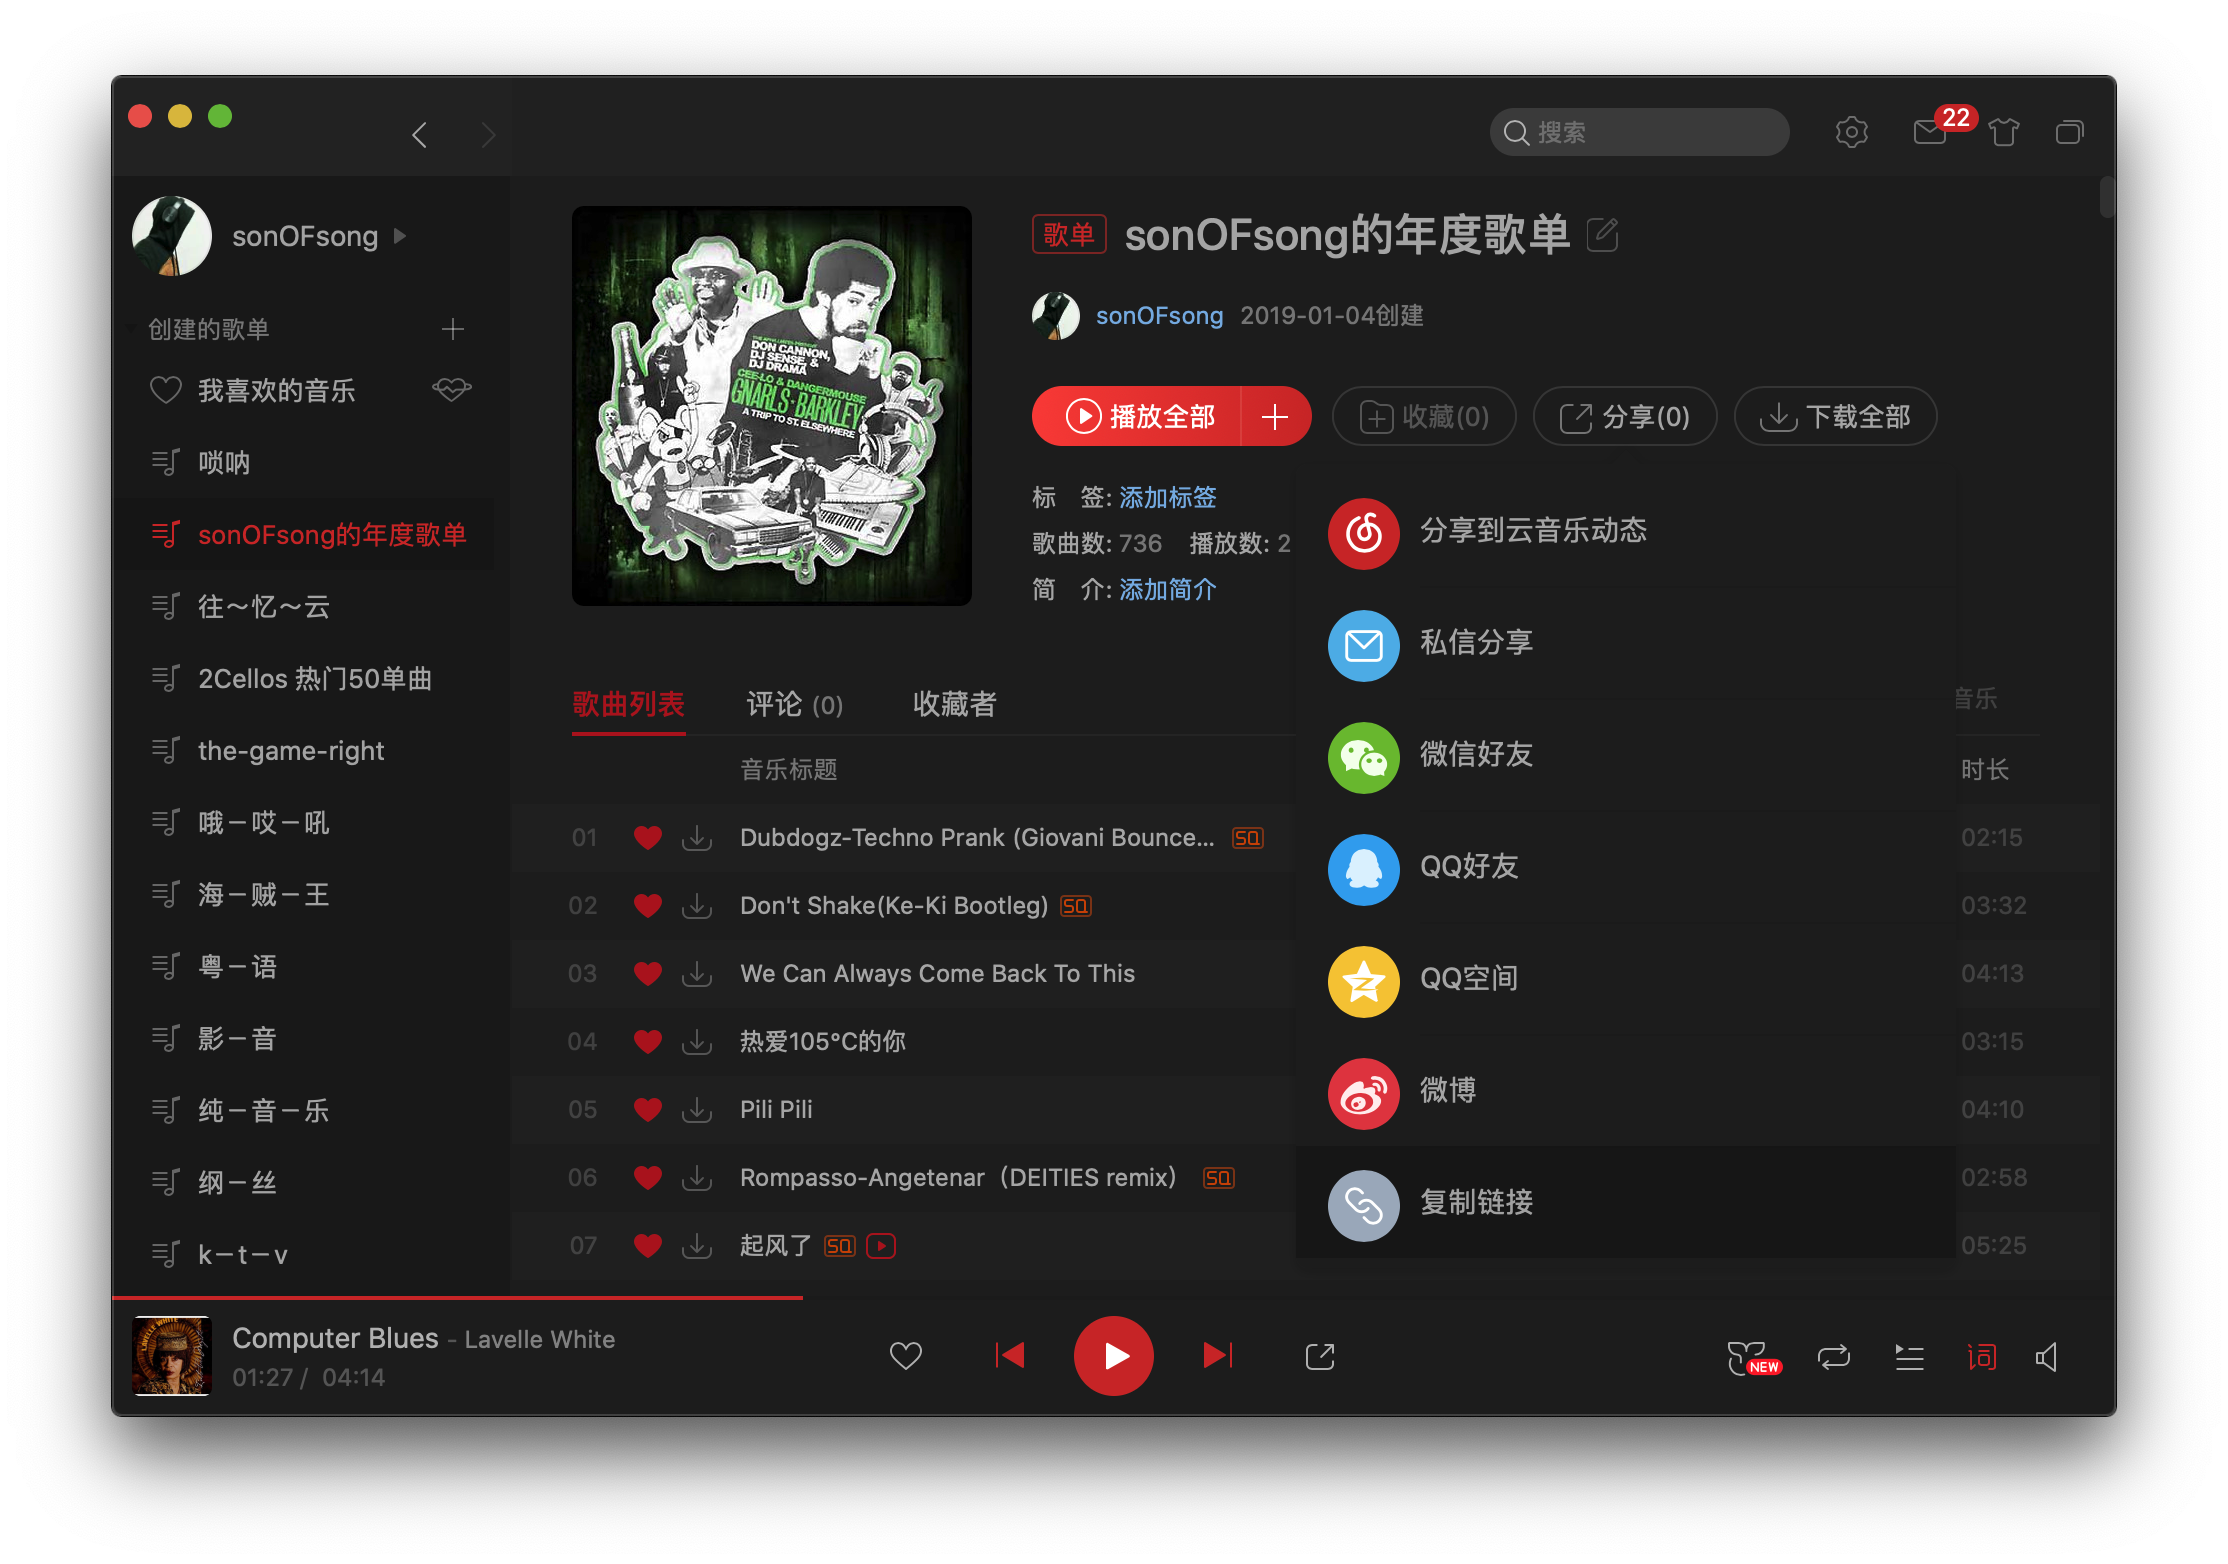 搜索
22
sonOFsong
创建的歌单
我喜欢的音乐
唢呐
sonOFsong的年度歌单
往～忆～云
2Cellos 热门50单曲
the-game-right
哦－哎－吼
海－贼－王
粤－语
影－音
纯－音－乐
纲－丝
k－t－v
DON CANNON,
DJ SENSE, &
DJ DRAMA
CEE-LO & DANGERMOUSE
GNARLS·BARKLEY
A TRIP TO ST. ELSEWHERE
歌单 sonOFsong的年度歌单
sonOFsong 2019-01-04创建
播放全部 收藏(0) 分享(0) 下载全部
标 签: 添加标签
歌曲数: 736 播放数: 2
简 介: 添加简介
分享到云音乐动态
私信分享
微信好友
QQ好友
QQ空间
微博
复制链接
歌曲列表 评论 (0) 收藏者 音乐
音乐标题 时长
01 Dubdogz-Techno Prank (Giovani Bounce... SQ 02:15
02 Don't Shake(Ke-Ki Bootleg) SQ 03:32
03 We Can Always Come Back To This 04:13
04 热爱105°C的你 03:15
05 Pili Pili 04:10
06 Rompasso-Angetenar（DEITIES remix） SQ 02:58
07 起风了 SQ 05:25
LAVELLE WHITE
Computer Blues - Lavelle White
01:27 / 04:14
NEW
词